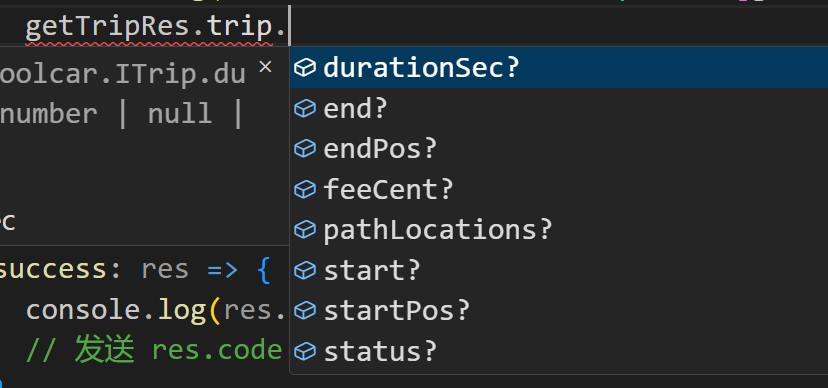 getTripRes.trip.
oolcar.ITrip.du ×
number | null |
c
durationSec?
end?
endPos?
feeCent?
pathLocations?
start?
startPos?
status?
success: res => {
console.log(res.
// 发送 res.code